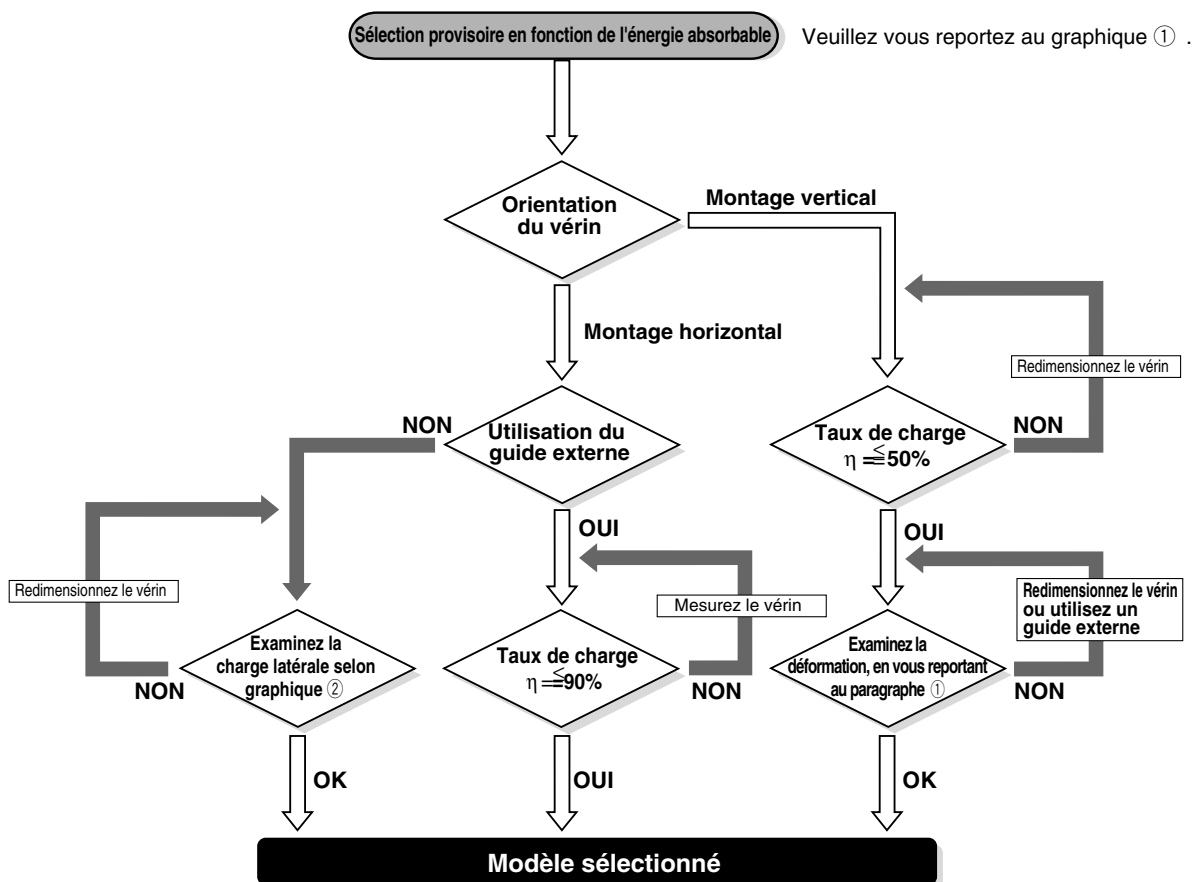 Sélection provisoire en fonction de l'énergie absorbable
Veuillez vous reportez au graphique ① .
Orientation
du vérin
Montage vertical
Montage horizontal
Redimensionnez le vérin
NON
Utilisation du
guide externe
Taux de charge
η ≦50%
NON
OUI
OUI
Redimensionnez le vérin
Mesurez le vérin
Redimensionnez le vérin
ou utilisez un
guide externe
Examinez la
charge latérale selon
graphique ②
NON
Taux de charge
η ≦90%
NON
Examinez la
déformation, en vous reportant
au paragraphe ①
NON
OK
OUI
OK
Modèle sélectionné